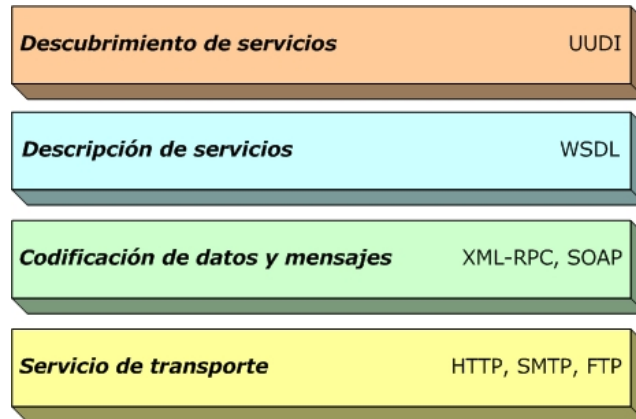 Descubrimiento de servicios UUDI
Descripción de servicios WSDL
Codificación de datos y mensajes XML-RPC, SOAP
Servicio de transporte HTTP, SMTP, FTP